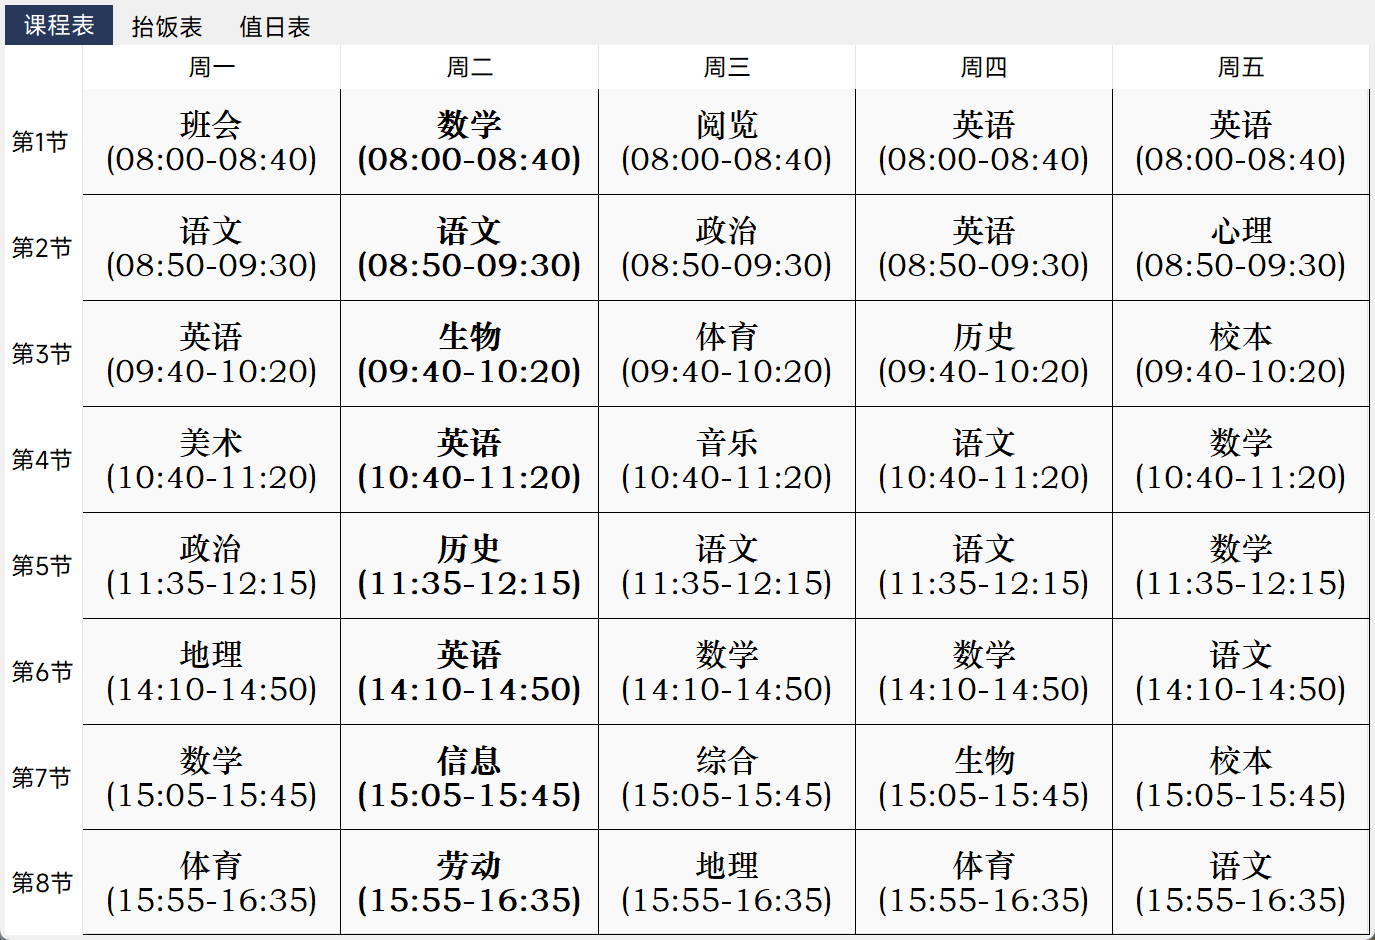 课程表 抬饭表 值日表
周一 周二 周三 周四 周五
第1节 班会 数学 阅览 英语 英语
(08:00-08:40) (08:00-08:40) (08:00-08:40) (08:00-08:40) (08:00-08:40)
第2节 语文 语文 政治 英语 心理
(08:50-09:30) (08:50-09:30) (08:50-09:30) (08:50-09:30) (08:50-09:30)
第3节 英语 生物 体育 历史 校本
(09:40-10:20) (09:40-10:20) (09:40-10:20) (09:40-10:20) (09:40-10:20)
第4节 美术 英语 音乐 语文 数学
(10:40-11:20) (10:40-11:20) (10:40-11:20) (10:40-11:20) (10:40-11:20)
第5节 政治 历史 语文 语文 数学
(11:35-12:15) (11:35-12:15) (11:35-12:15) (11:35-12:15) (11:35-12:15)
第6节 地理 英语 数学 数学 语文
(14:10-14:50) (14:10-14:50) (14:10-14:50) (14:10-14:50) (14:10-14:50)
第7节 数学 信息 综合 生物 校本
(15:05-15:45) (15:05-15:45) (15:05-15:45) (15:05-15:45) (15:05-15:45)
第8节 体育 劳动 地理 体育 语文
(15:55-16:35) (15:55-16:35) (15:55-16:35) (15:55-16:35) (15:55-16:35)